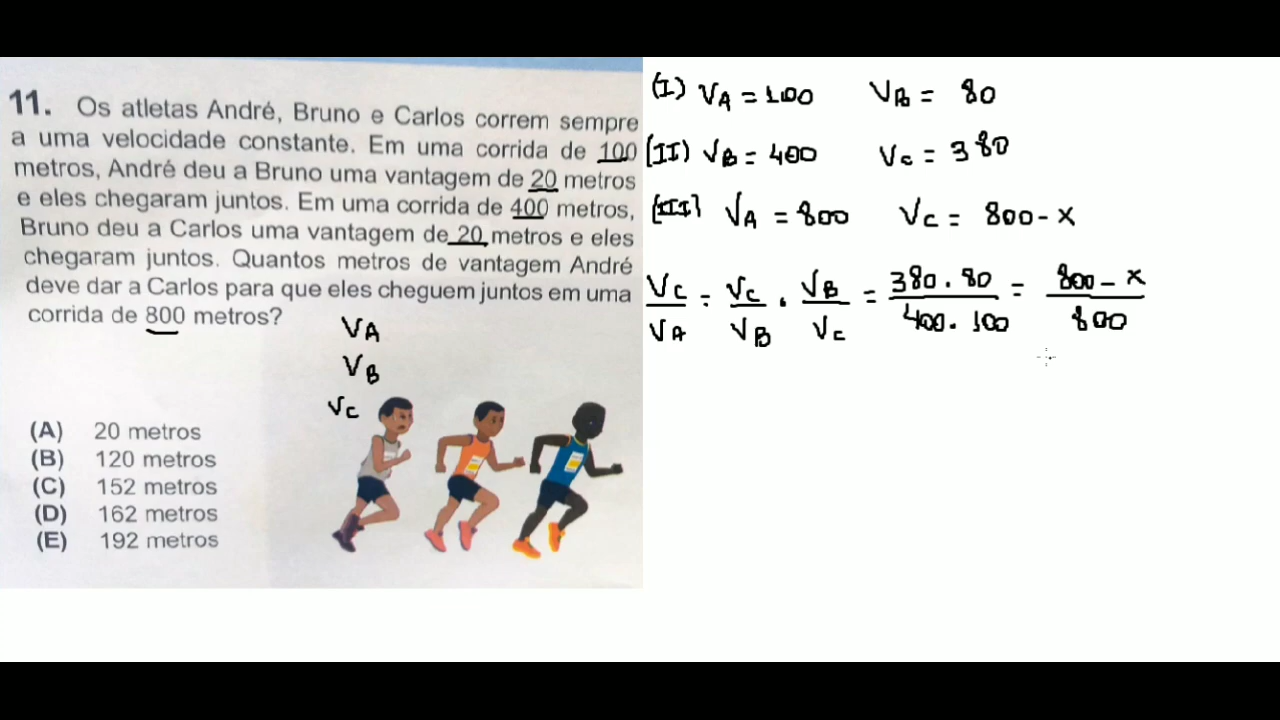 11. Os atletas André, Bruno e Carlos correm sempre
a uma velocidade constante. Em uma corrida de 100
metros, André deu a Bruno uma vantagem de 20 metros
e eles chegaram juntos. Em uma corrida de 400 metros,
Bruno deu a Carlos uma vantagem de 20 metros e eles
chegaram juntos. Quantos metros de vantagem André
deve dar a Carlos para que eles cheguem juntos em uma
corrida de 800 metros?
VA
VB
VC
(A) 20 metros
(B) 120 metros
(C) 152 metros
(D) 162 metros
(E) 192 metros
(I) VA = 100 VB = 80
(II) VB = 400 VC = 380
(III) VA = 800 VC = 800 - x
VC/VA = VC/VB . VB/VC = 380 . 80/400 . 100 = 800 - x/800